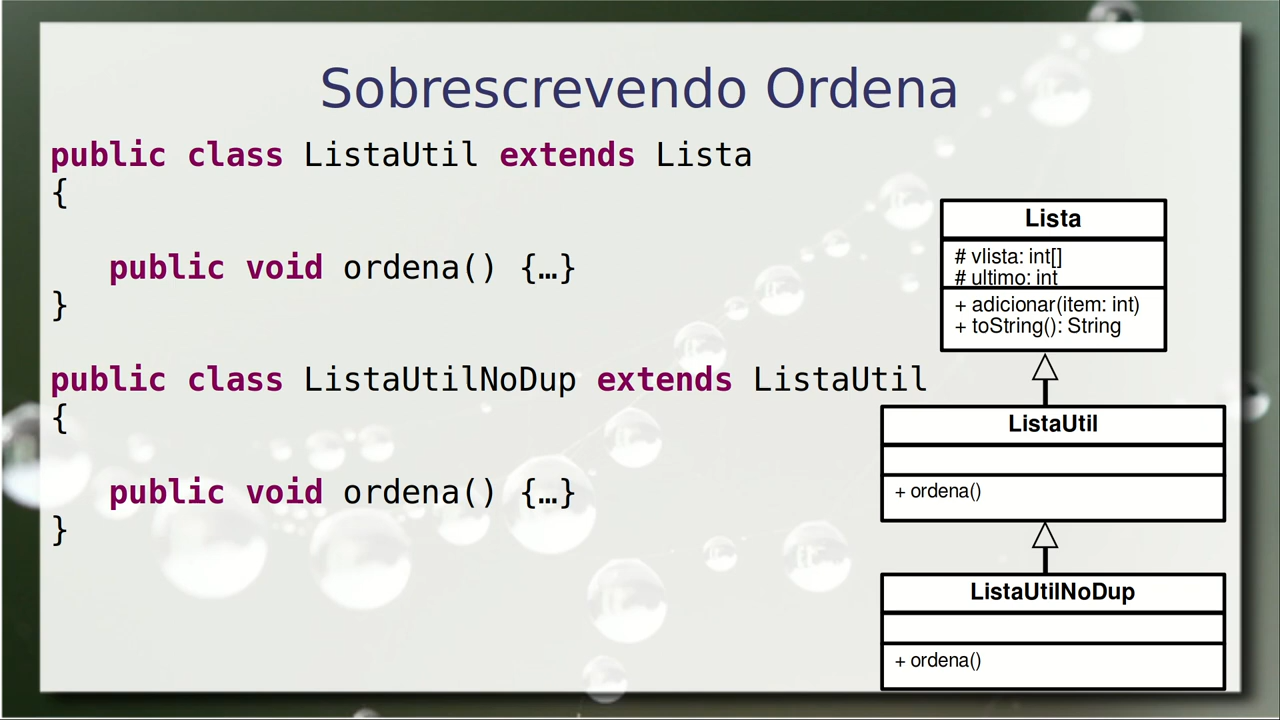 Sobrescrevendo Ordena
public class ListaUtil extends Lista
{
public void ordena() {…}
}
public class ListaUtilNoDup extends ListaUtil
{
public void ordena() {…}
}
Lista
# vlista: int[]
# ultimo: int
+ adicionar(item: int)
+ toString(): String
ListaUtil
+ ordena()
ListaUtilNoDup
+ ordena()